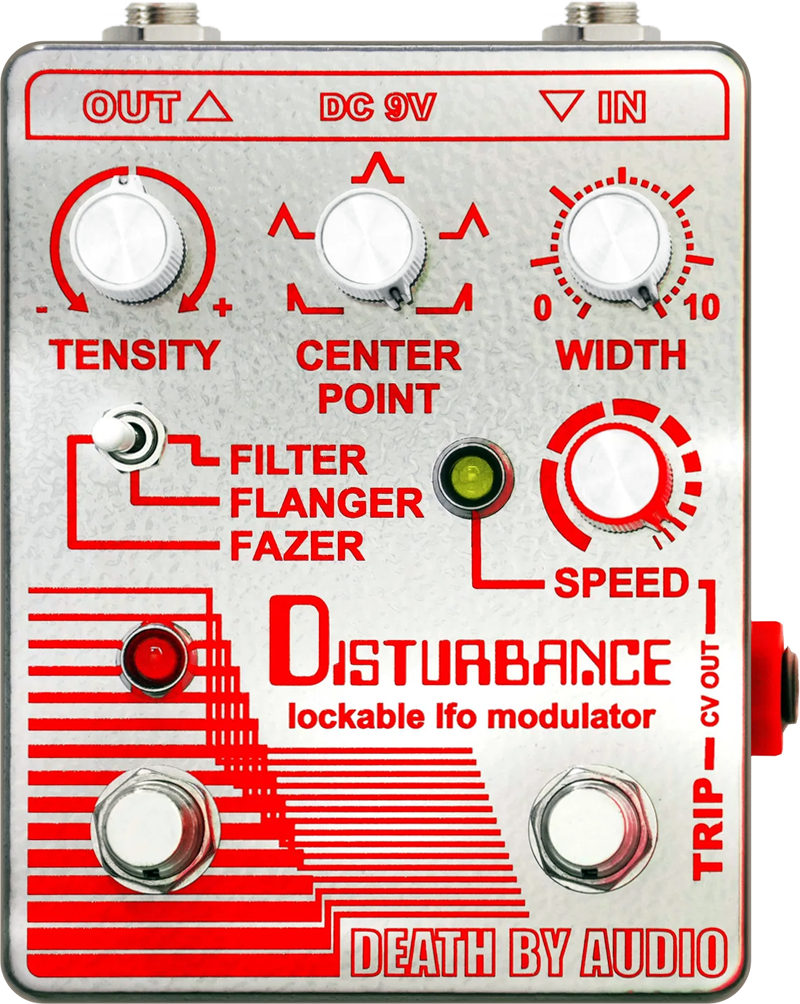 OUT DC 9V IN
- +
0 10
TENSITY
CENTER
POINT
WIDTH
FILTER
FLANGER
FAZER
SPEED
DISTURBANCE
lockable lfo modulator
TRIP CV OUT
DEATH BY AUDIO